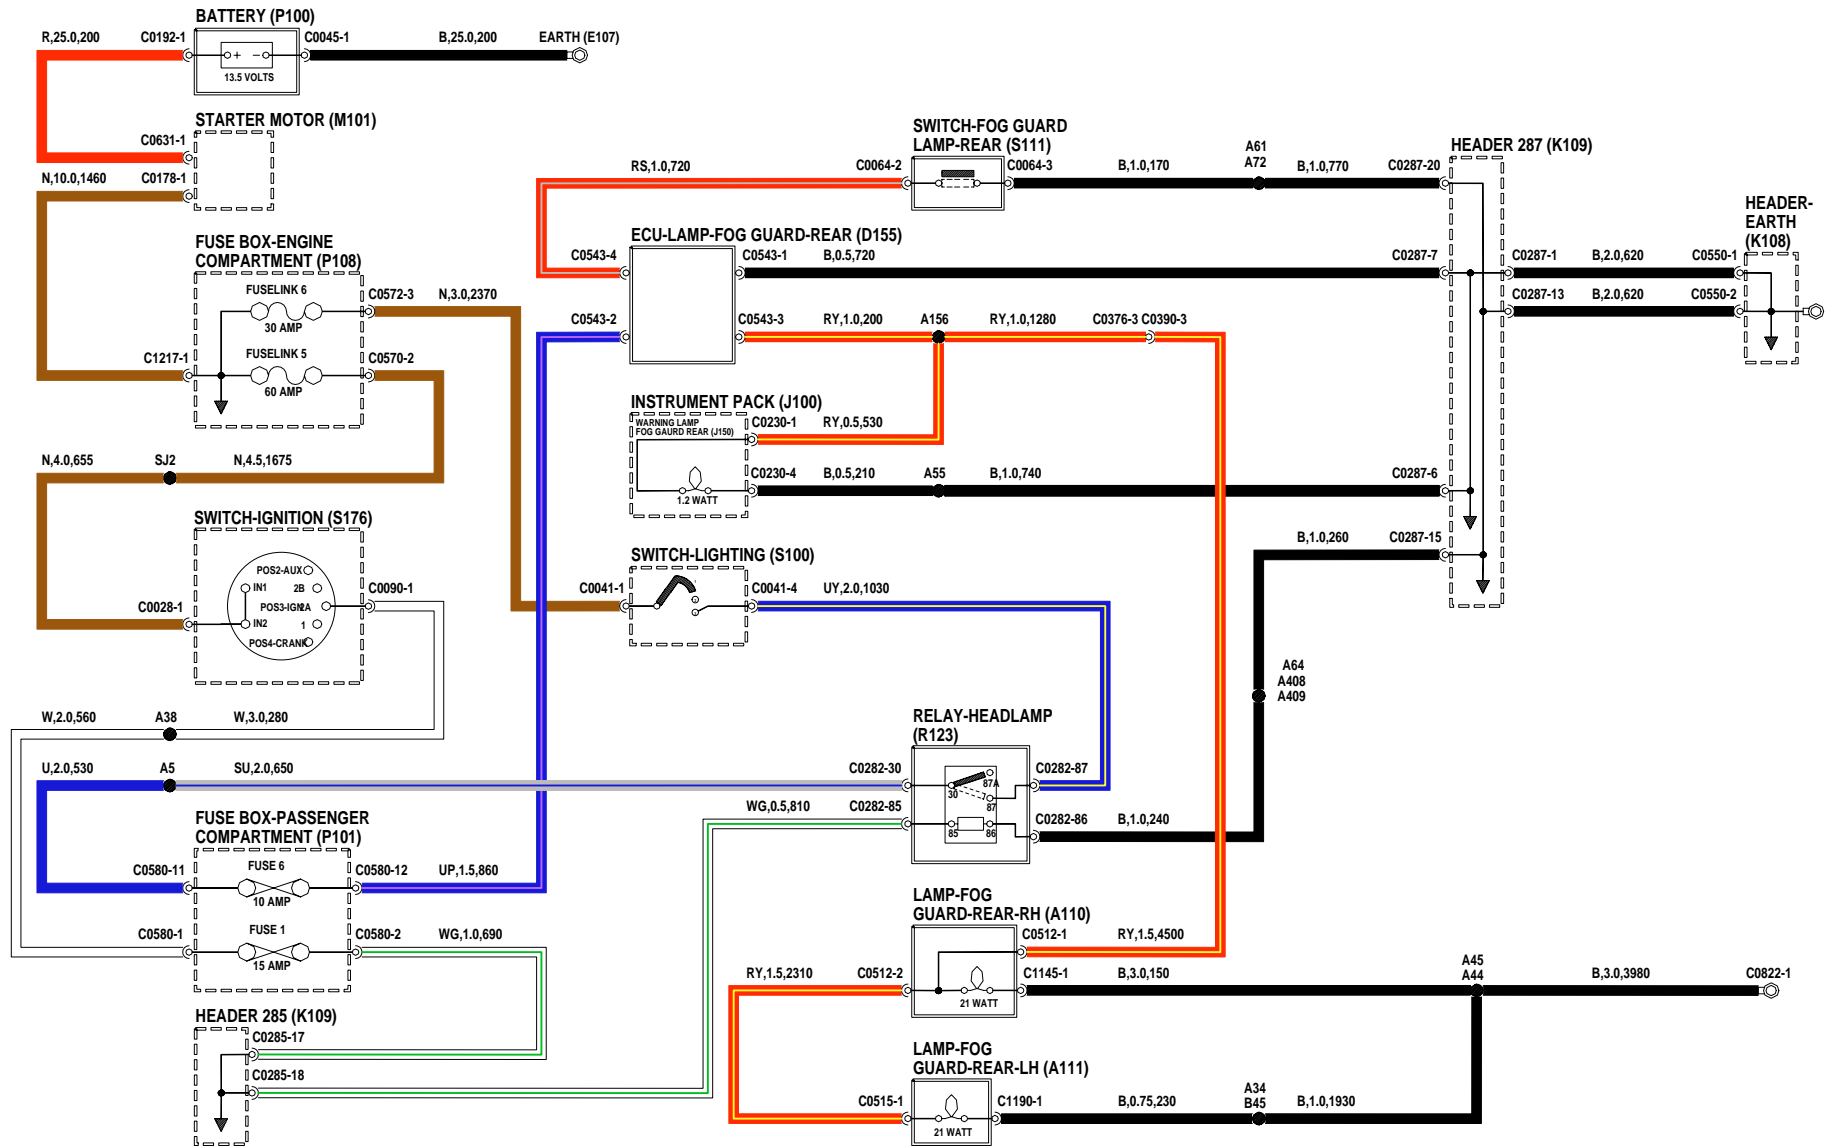 BATTERY (P100)
R,25.0,200
C0192-1
C0045-1
B,25.0,200
EARTH (E107)
+ -
13.5 VOLTS
STARTER MOTOR (M101)
C0631-1
N,10.0,1460
C0178-1
FUSE BOX-ENGINE
COMPARTMENT (P108)
FUSELINK 6
30 AMP
C0572-3
N,3.0,2370
FUSELINK 5
60 AMP
C1217-1
C0570-2
N,4.0,655
SJ2
N,4.5,1675
SWITCH-IGNITION (S176)
POS2-AUX
IN1
2B
POS3-IGN
2A
IN2
1
POS4-CRANK
C0028-1
C0090-1
W,2.0,560
A38
W,3.0,280
U,2.0,530
A5
SU,2.0,650
FUSE BOX-PASSENGER
COMPARTMENT (P101)
FUSE 6
10 AMP
C0580-11
C0580-12
UP,1.5,860
FUSE 1
15 AMP
C0580-1
C0580-2
WG,1.0,690
HEADER 285 (K109)
C0285-17
C0285-18
SWITCH-FOG GUARD
LAMP-REAR (S111)
RS,1.0,720
C0064-2
C0064-3
B,1.0,170
A61
A72
B,1.0,770
C0287-20
HEADER 287 (K109)
ECU-LAMP-FOG GUARD-REAR (D155)
C0543-4
C0543-1
B,0.5,720
C0287-7
C0287-1
B,2.0,620
C0550-1
HEADER-
EARTH
(K108)
C0287-13
B,2.0,620
C0550-2
C0543-2
C0543-3
RY,1.0,200
A156
RY,1.0,1280
C0376-3 C0390-3
INSTRUMENT PACK (J100)
WARNING LAMP
FOG GAURD REAR (J150)
1.2 WATT
C0230-1
RY,0.5,530
C0230-4
B,0.5,210
A55
B,1.0,740
C0287-6
SWITCH-LIGHTING (S100)
C0041-1
C0041-4
UY,2.0,1030
B,1.0,260
C0287-15
A64
A408
A409
RELAY-HEADLAMP
(R123)
C0282-30
C0282-87
87A
30
87
WG,0.5,810
C0282-85
85
86
C0282-86
B,1.0,240
LAMP-FOG
GUARD-REAR-RH (A110)
C0512-1
RY,1.5,4500
RY,1.5,2310
C0512-2
21 WATT
C1145-1
B,3.0,150
A45
A44
B,3.0,3980
C0822-1
LAMP-FOG
GUARD-REAR-LH (A111)
C0515-1
21 WATT
C1190-1
B,0.75,230
A34
B45
B,1.0,1930